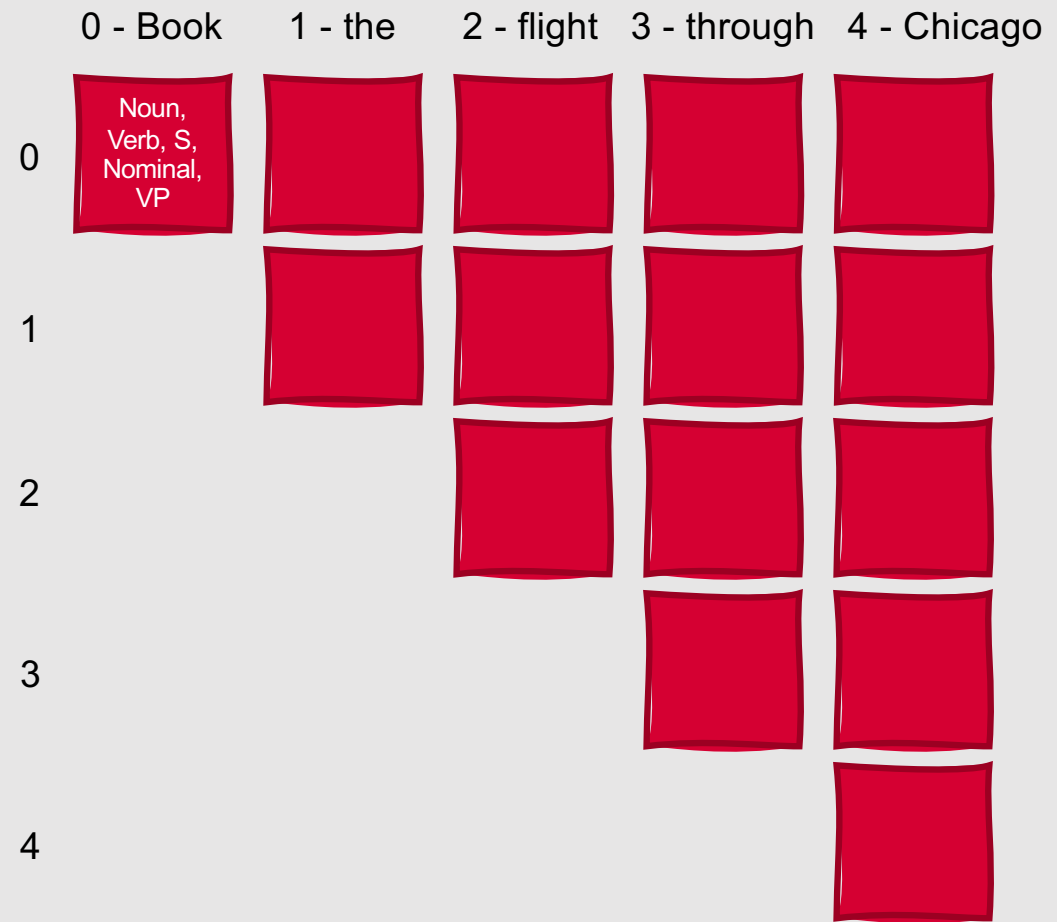 0 - Book 1 - the 2 - flight 3 - through 4 - Chicago
0
Noun,
Verb, S,
Nominal,
VP
1
2
3
4